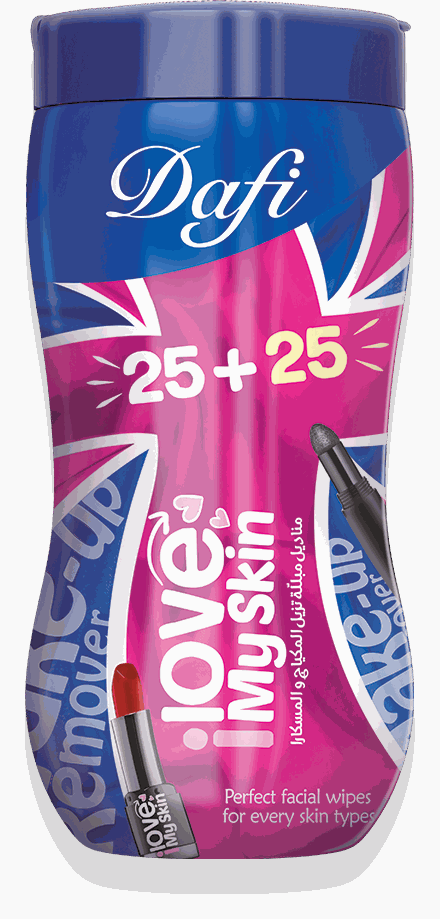 Dafi
25 + 25
i love
My Skin
مناديل مبللة تزيل المكياج و المسكارا
Make-up
Remover
Make-up
Remover
i love
My Skin
Perfect facial wipes
for every skin types